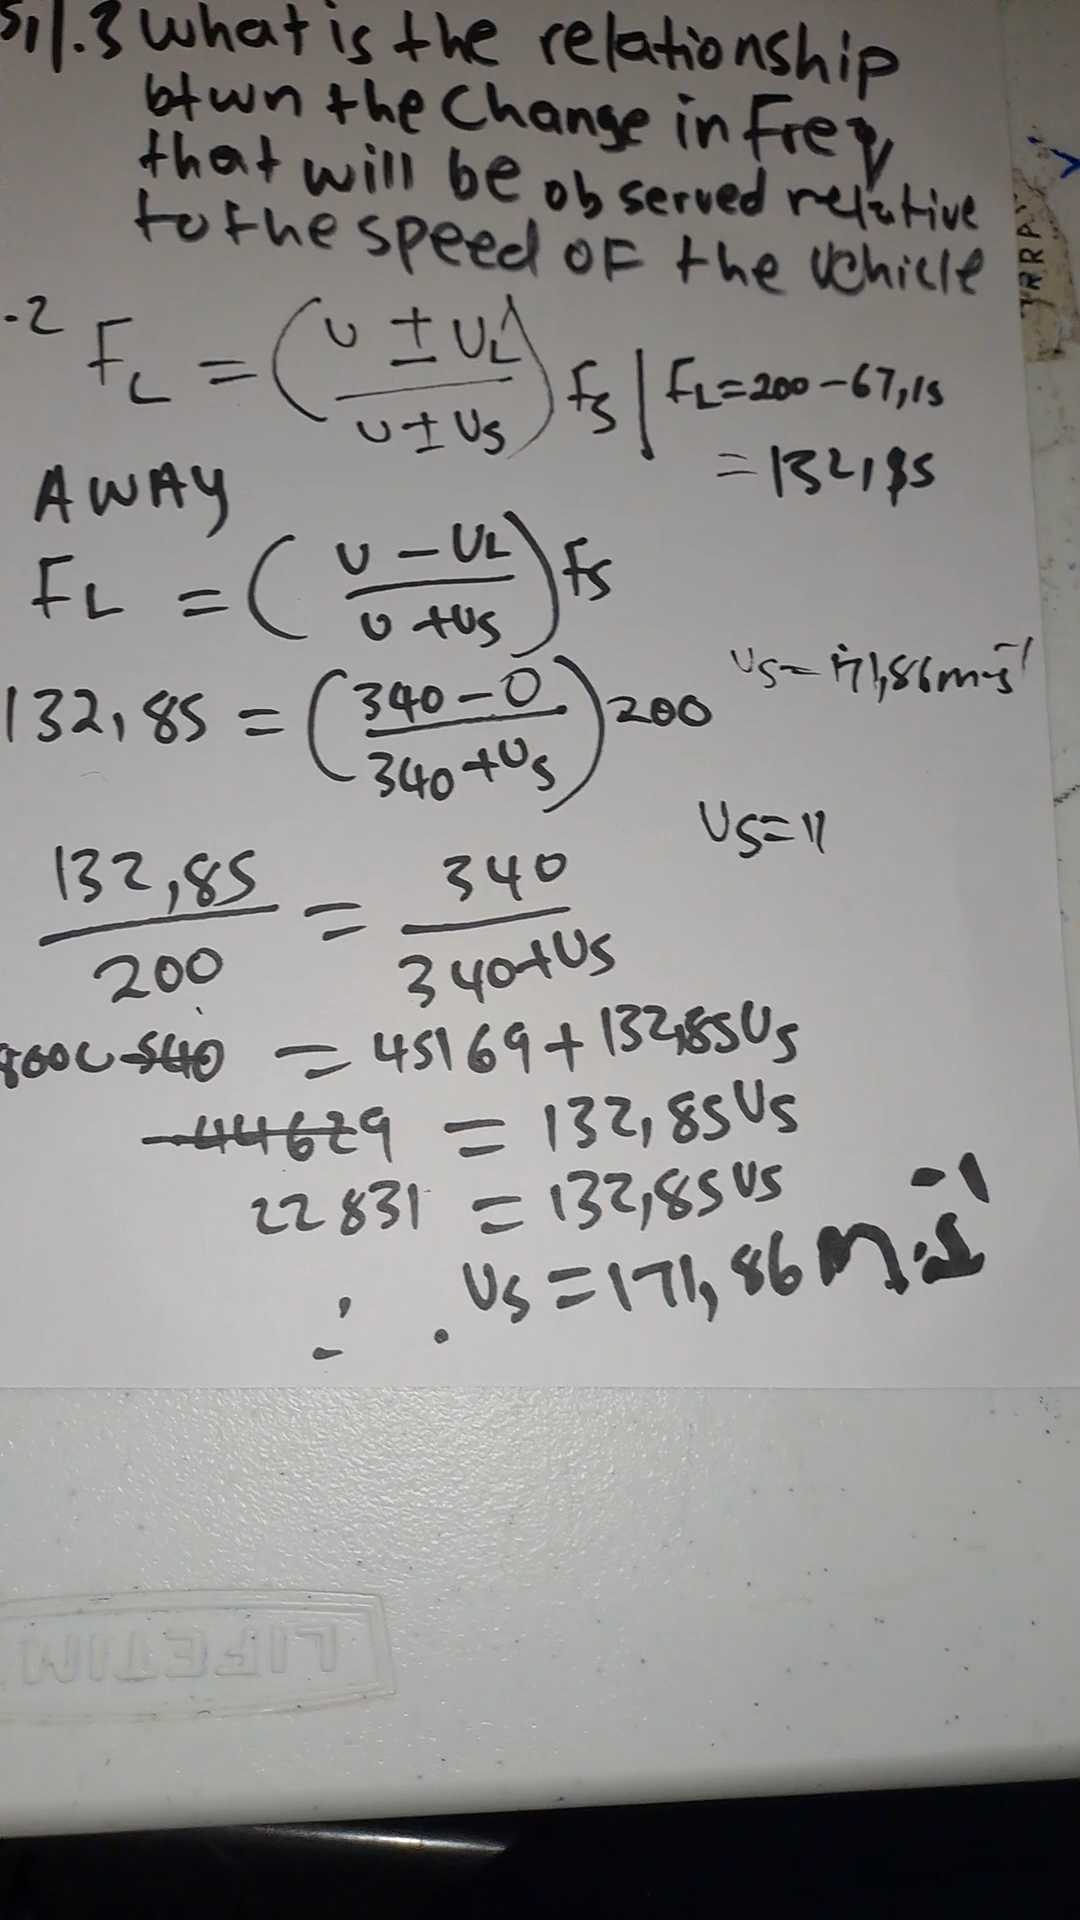 51.3 what is the relationship
btwn the change in Freq
that will be observed relative
to the speed OF the vehicle
.2 FL = (v ± vL / v ± vs) Fs | FL = 200 - 67,15
= 132,85
AWAY
FL = (v - vL / v + vs) Fs
132,85 = (340 - 0 / 340 + vs) 200
vs = 171,86 m·s-1
vs = 11
132,85 / 200 = 340 / 340 + vs
= 45169 + 132,85 vs
-44629 = 132,85 vs
22831 = 132,85 vs
∴ vs = 171,86 m.s-1
LIFETIM